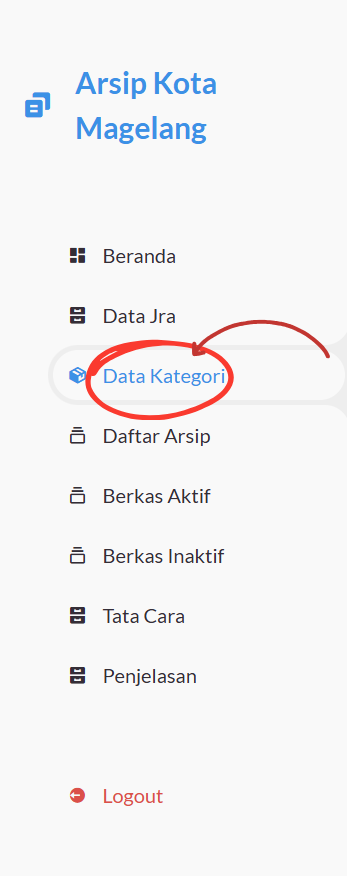 Arsip Kota
Magelang
Beranda
Data Jra
Data Kategori
Daftar Arsip
Berkas Aktif
Berkas Inaktif
Tata Cara
Penjelasan
Logout